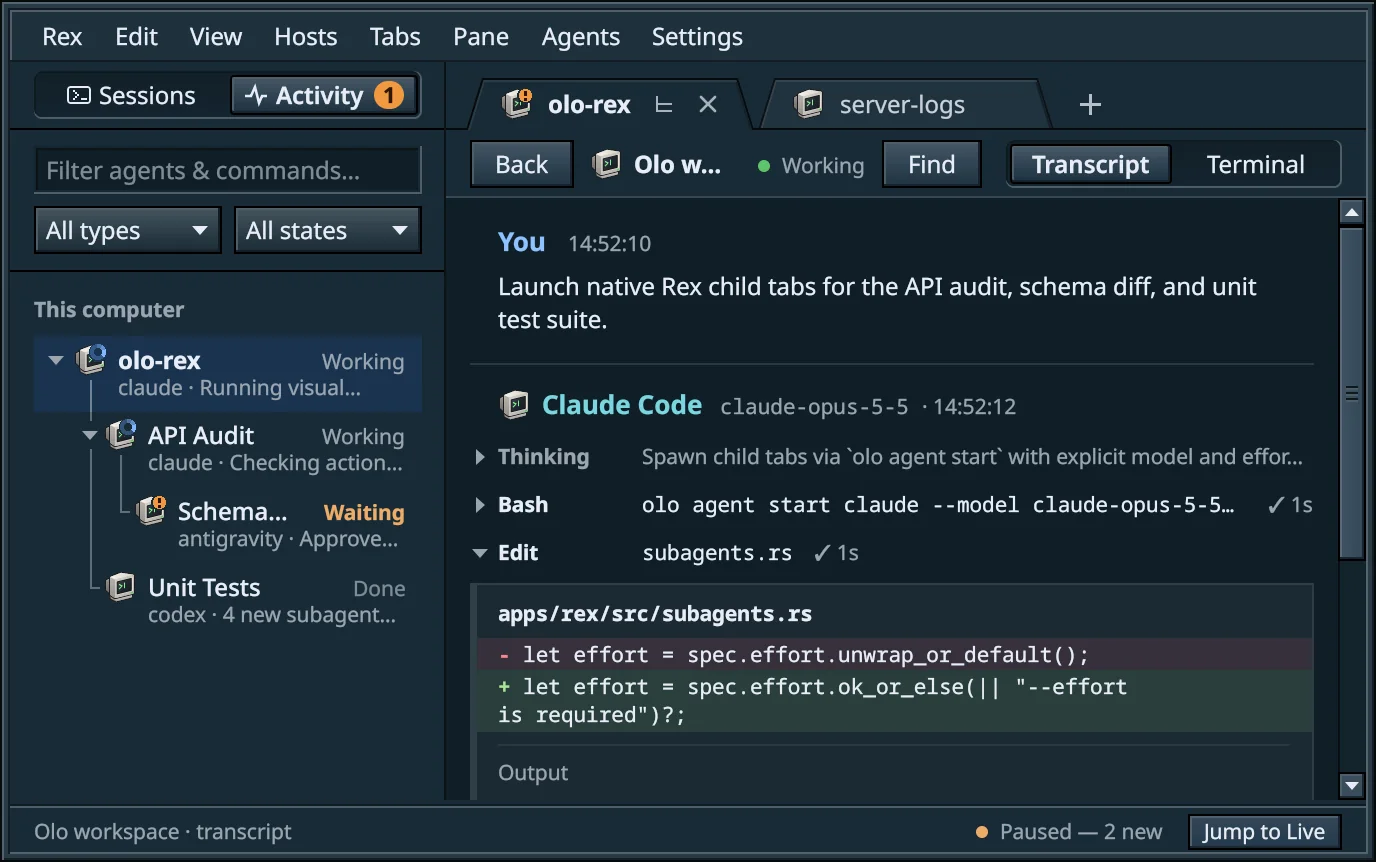 Rex Edit View Hosts Tabs Pane Agents Settings
Sessions Activity 1
olo-rex server-logs
Filter agents & commands...
All types All states
This computer
olo-rex Working
claude · Running visual...
API Audit Working
claude · Checking action...
Schema... Waiting
antigravity · Approve...
Unit Tests Done
codex · 4 new subagent...
Back Olo w... Working Find Transcript Terminal
You 14:52:10
Launch native Rex child tabs for the API audit, schema diff, and unit
test suite.
Claude Code claude-opus-5-5 · 14:52:12
Thinking Spawn child tabs via `olo agent start` with explicit model and effor...
Bash olo agent start claude --model claude-opus-5-5… ✓ 1s
Edit subagents.rs ✓ 1s
apps/rex/src/subagents.rs
- let effort = spec.effort.unwrap_or_default();
+ let effort = spec.effort.ok_or_else(|| "--effort
is required")?;
Output
Olo workspace · transcript
Paused — 2 new Jump to Live